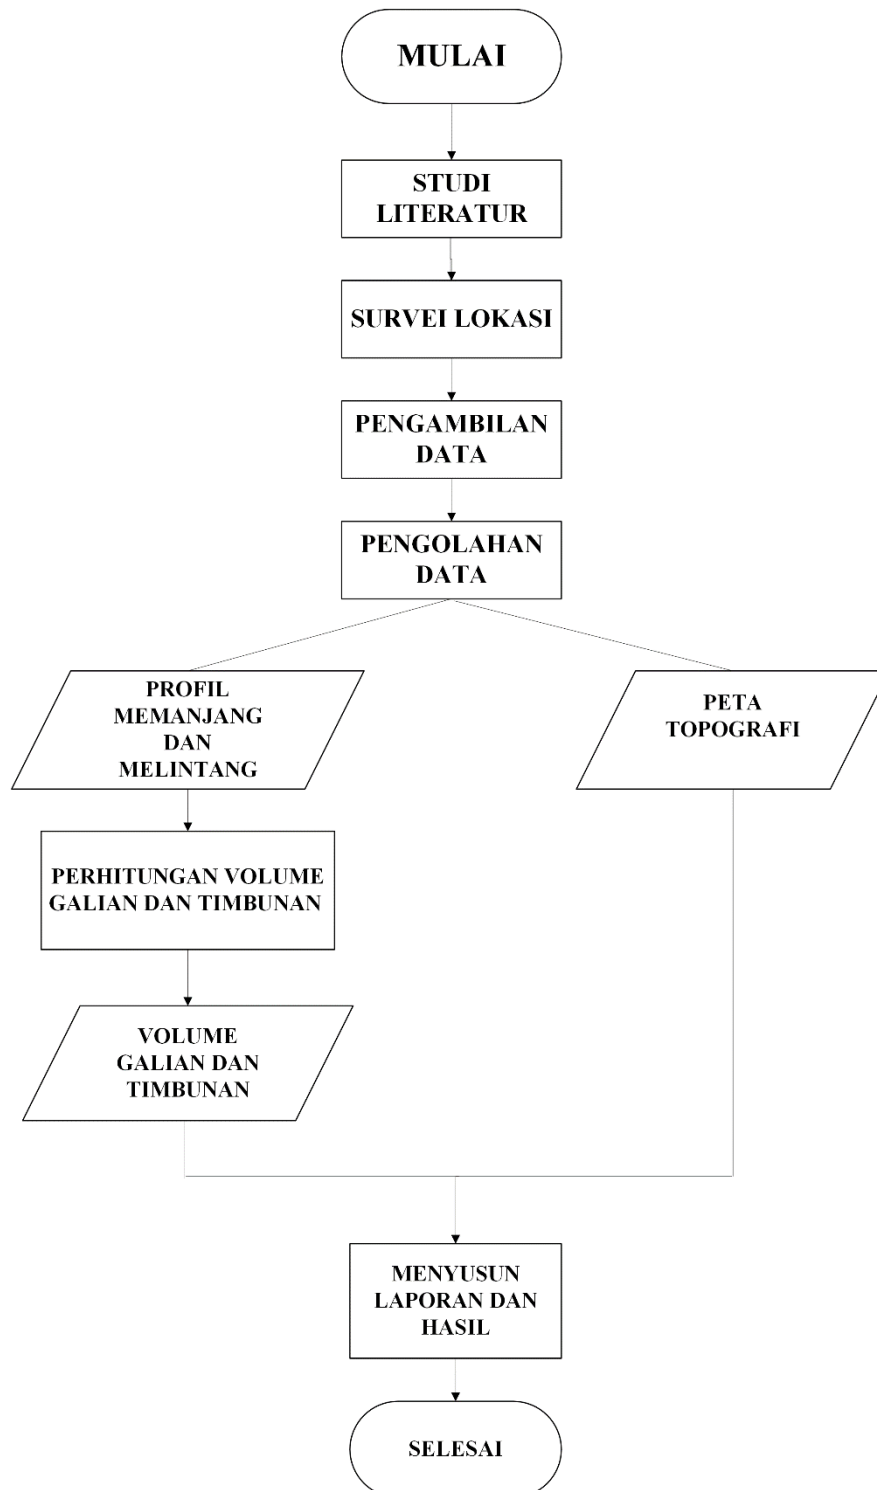 MULAI
STUDI
LITERATUR
SURVEI LOKASI
PENGAMBILAN
DATA
PENGOLAHAN
DATA
PROFIL
MEMANJANG
DAN
MELINTANG
PETA
TOPOGRAFI
PERHITUNGAN VOLUME
GALIAN DAN TIMBUNAN
VOLUME
GALIAN DAN
TIMBUNAN
MENYUSUN
LAPORAN DAN
HASIL
SELESAI